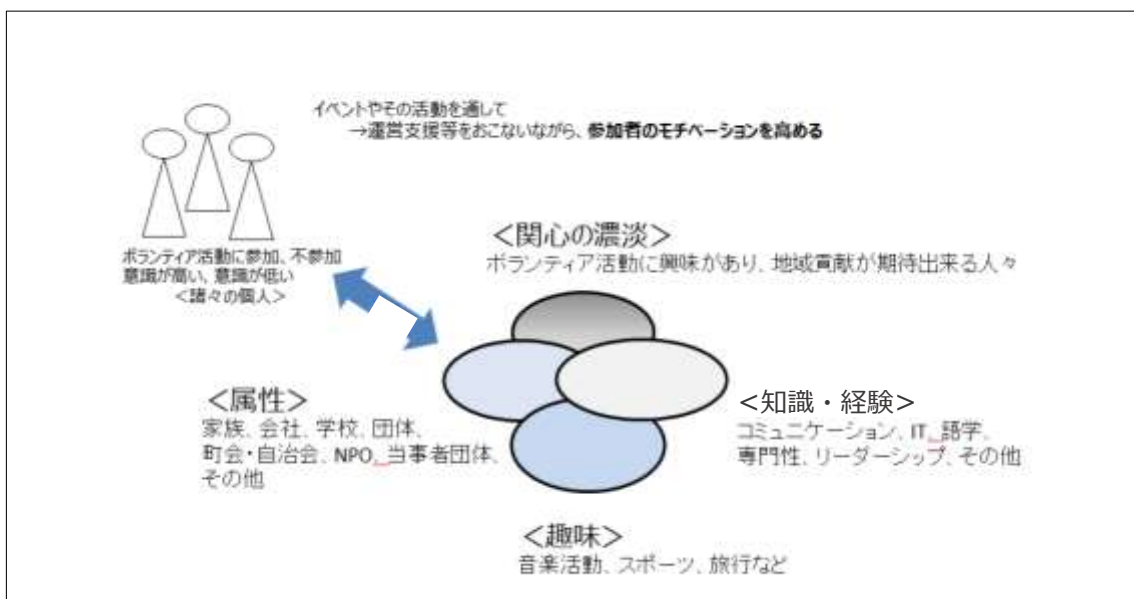 イベントやその活動を通して
→運営支援等をおこないながら、参加者のモチベーションを高める
ボランティア活動に参加、不参加
意識が高い、意識が低い
＜諸々の個人＞
＜関心の濃淡＞
ボランティア活動に興味があり、地域貢献が期待出来る人々
＜属性＞
家族、会社、学校、団体、
町会・自治会、NPO、当事者団体、
その他
＜知識・経験＞
コミュニケーション、IT、語学、
専門性、リーダーシップ、その他
＜趣味＞
音楽活動、スポーツ、旅行など